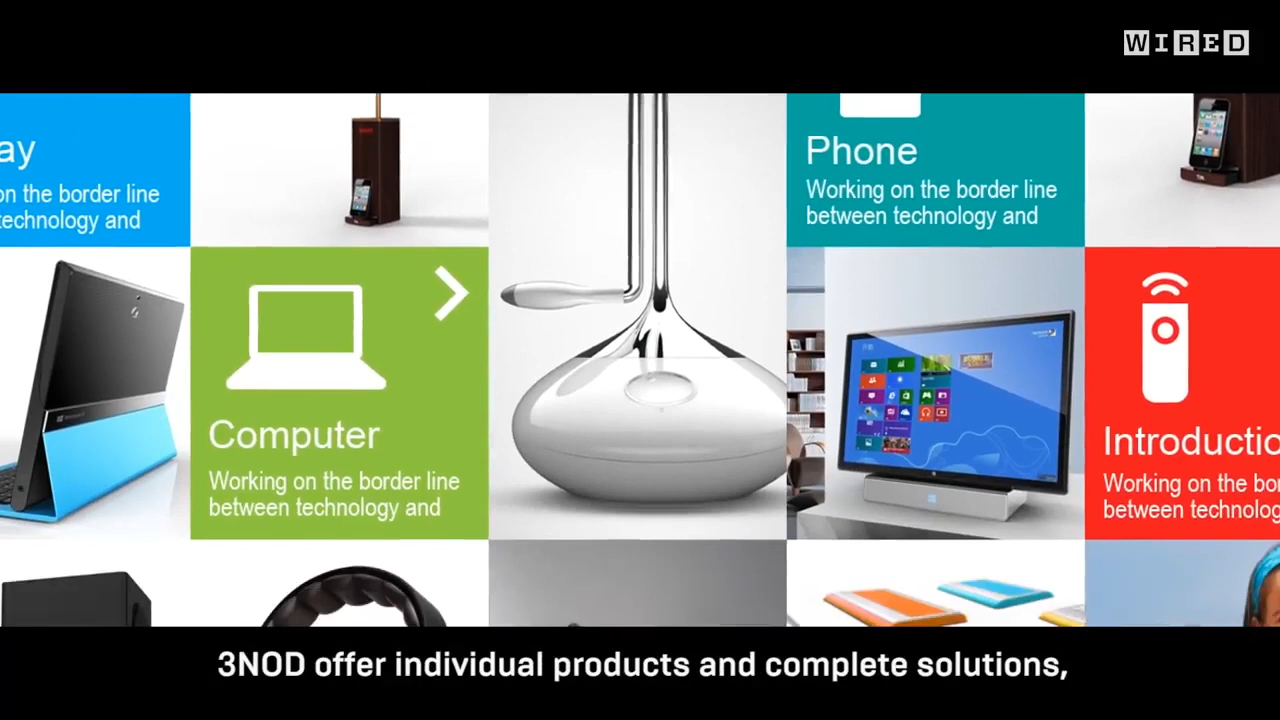 WIRED
ay
on the border line
technology and
Phone
Working on the border line
between technology and
Computer
Working on the border line
between technology and
Introductio
Working on the bor
between technolog
3NOD offer individual products and complete solutions,